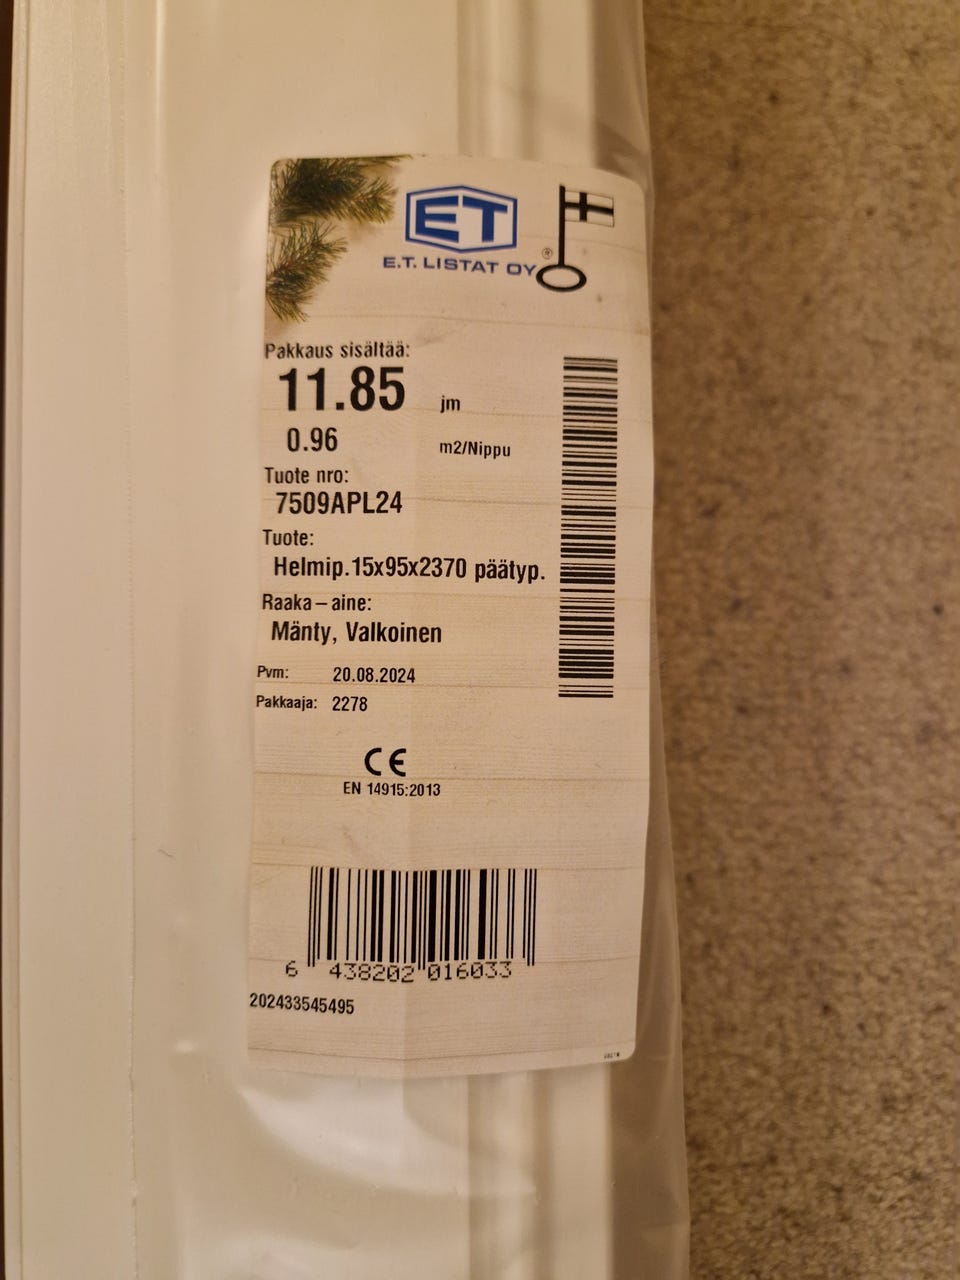 ET
E.T. LISTAT OY
®
Pakkaus sisältää:
11.85 jm
0.96 m2/Nippu
Tuote nro:
7509APL24
Tuote:
Helmip.15x95x2370 päätyp.
Raaka-aine:
Mänty, Valkoinen
Pvm: 20.08.2024
Pakkaaja: 2278
CE
EN 14915:2013
6 438202 016033
202433545495